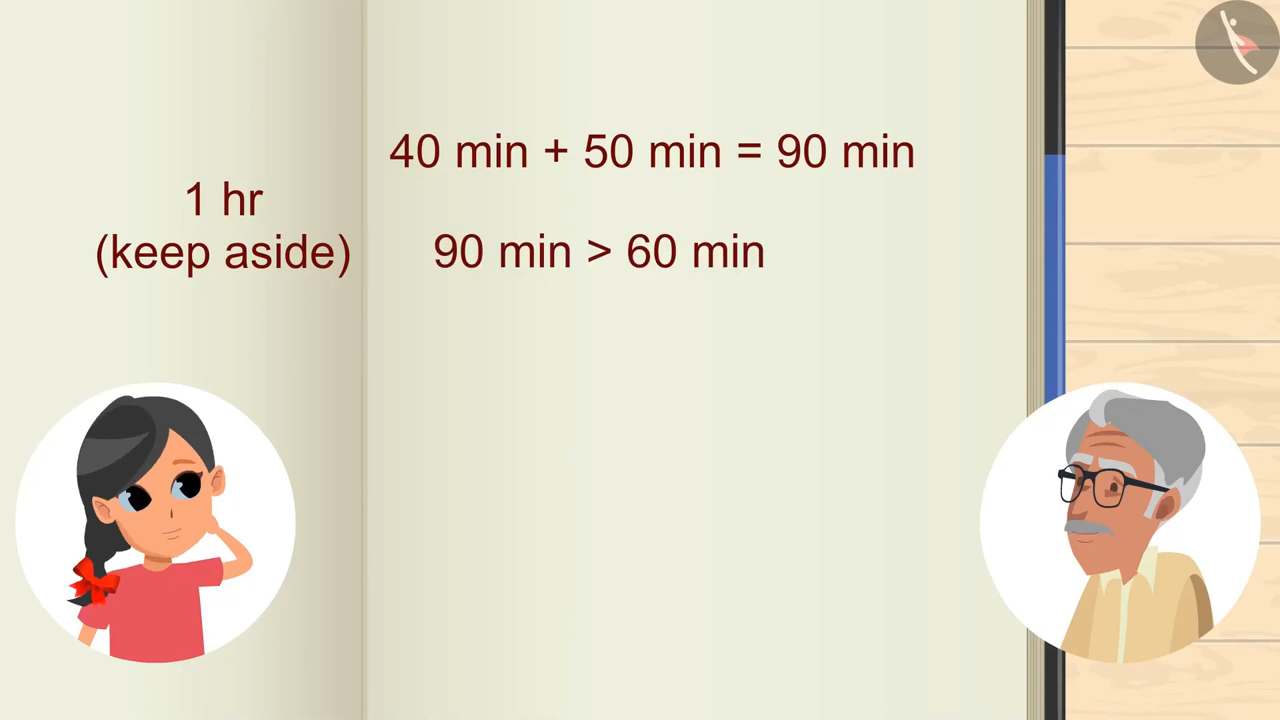 40 min + 50 min = 90 min
1 hr
(keep aside)
90 min > 60 min